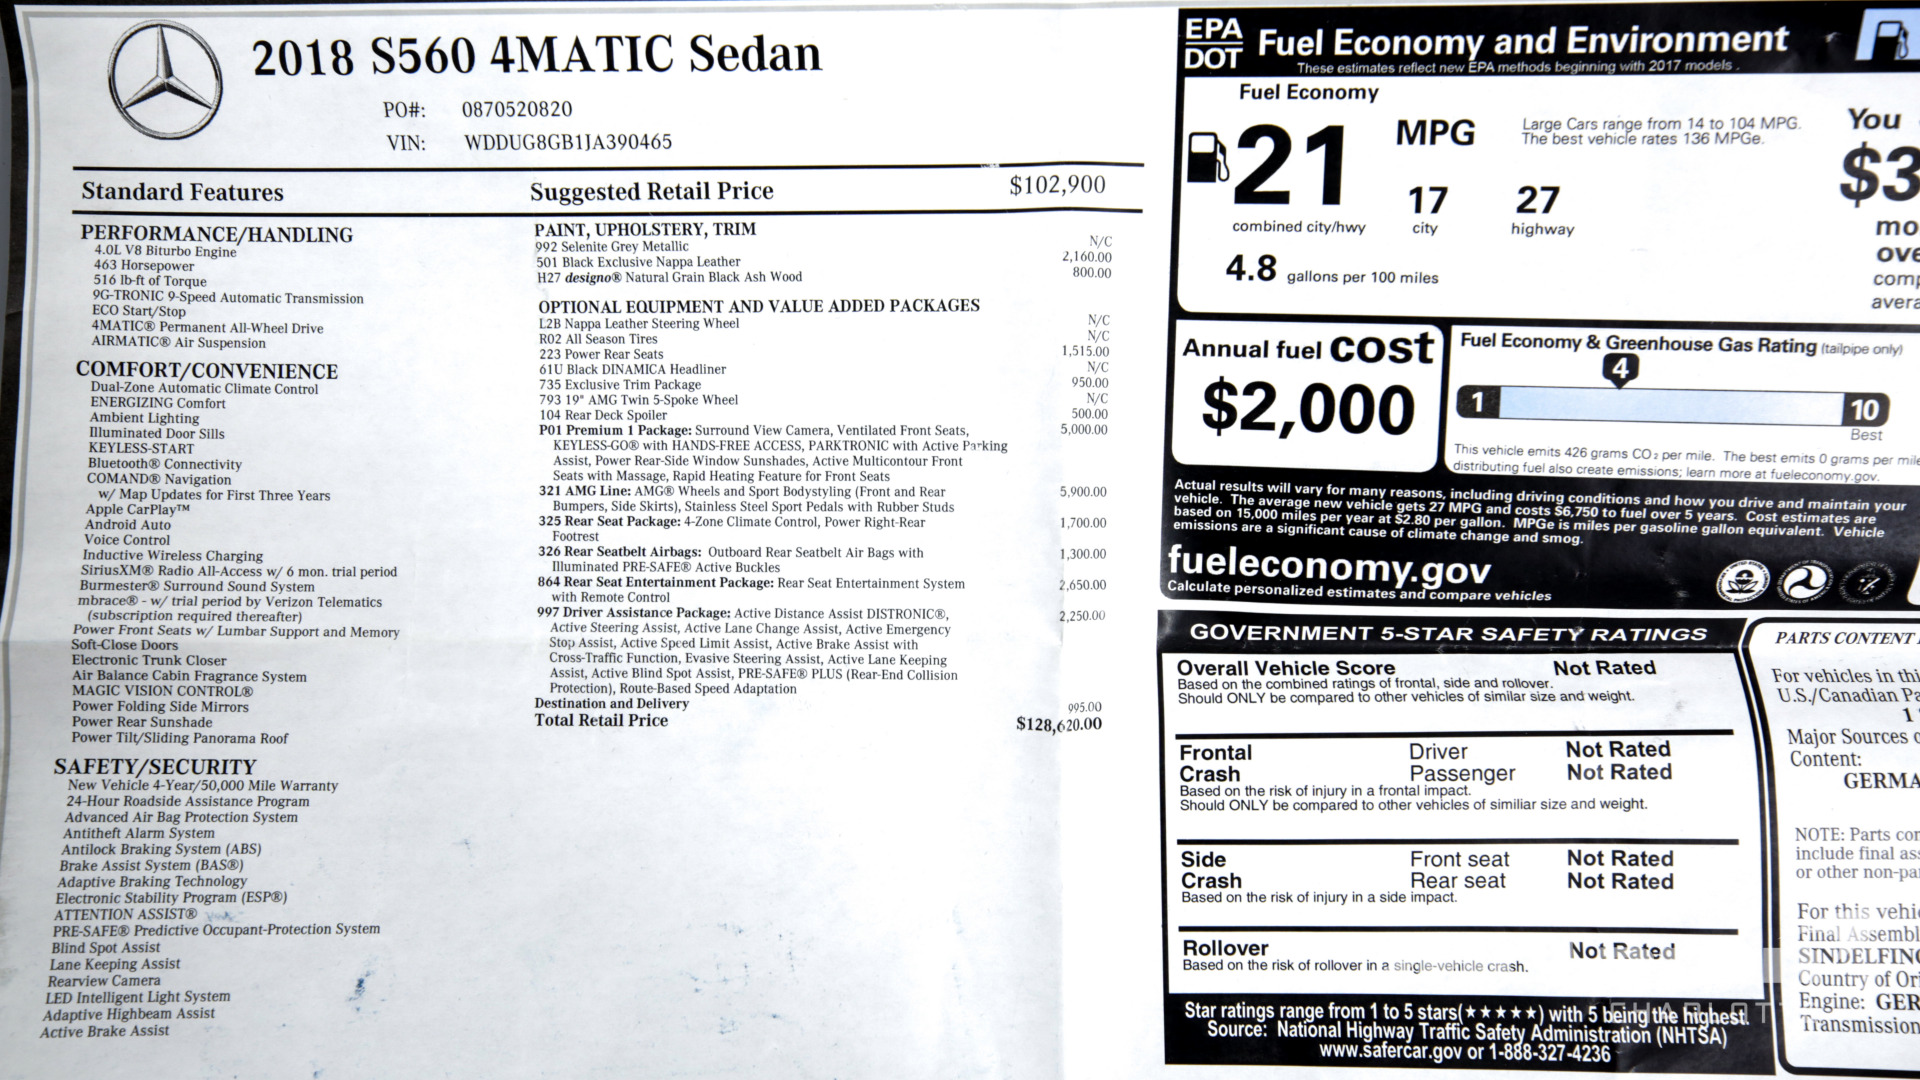 2018 S560 4MATIC Sedan
PO#: 0870520820
VIN: WDDUG8GB1JA390465
Standard Features
PERFORMANCE/HANDLING
4.0L V8 Biturbo Engine
463 Horsepower
516 lb-ft of Torque
9G-TRONIC 9-Speed Automatic Transmission
ECO Start/Stop
4MATIC® Permanent All-Wheel Drive
AIRMATIC® Air Suspension
COMFORT/CONVENIENCE
Dual-Zone Automatic Climate Control
ENERGIZING Comfort
Ambient Lighting
Illuminated Door Sills
KEYLESS-START
Bluetooth® Connectivity
COMAND® Navigation
w/ Map Updates for First Three Years
Apple CarPlay™
Android Auto
Voice Control
Inductive Wireless Charging
SiriusXM® Radio All-Access w/ 6 mon. trial period
Burmester® Surround Sound System
mbrace® - w/ trial period by Verizon Telematics
(subscription required thereafter)
Power Front Seats w/ Lumbar Support and Memory
Soft-Close Doors
Electronic Trunk Closer
Air Balance Cabin Fragrance System
MAGIC VISION CONTROL®
Power Folding Side Mirrors
Power Rear Sunshade
Power Tilt/Sliding Panorama Roof
SAFETY/SECURITY
New Vehicle 4-Year/50,000 Mile Warranty
24-Hour Roadside Assistance Program
Advanced Air Bag Protection System
Antitheft Alarm System
Antilock Braking System (ABS)
Brake Assist System (BAS®)
Adaptive Braking Technology
Electronic Stability Program (ESP®)
ATTENTION ASSIST®
PRE-SAFE® Predictive Occupant-Protection System
Blind Spot Assist
Lane Keeping Assist
Rearview Camera
LED Intelligent Light System
Adaptive Highbeam Assist
Active Brake Assist
Suggested Retail Price $102,900
PAINT, UPHOLSTERY, TRIM
992 Selenite Grey Metallic N/C
501 Black Exclusive Nappa Leather 2,160.00
H27 designo® Natural Grain Black Ash Wood 800.00
OPTIONAL EQUIPMENT AND VALUE ADDED PACKAGES
L2B Nappa Leather Steering Wheel N/C
R02 All Season Tires N/C
223 Power Rear Seats 1,515.00
61U Black DINAMICA Headliner N/C
735 Exclusive Trim Package 950.00
793 19" AMG Twin 5-Spoke Wheel N/C
104 Rear Deck Spoiler 500.00
P01 Premium 1 Package: Surround View Camera, Ventilated Front Seats, 5,000.00
KEYLESS-GO® with HANDS-FREE ACCESS, PARKTRONIC with Active Parking
Assist, Power Rear-Side Window Sunshades, Active Multicontour Front
Seats with Massage, Rapid Heating Feature for Front Seats
321 AMG Line: AMG® Wheels and Sport Bodystyling (Front and Rear 5,900.00
Bumpers, Side Skirts), Stainless Steel Sport Pedals with Rubber Studs
325 Rear Seat Package: 4-Zone Climate Control, Power Right-Rear 1,700.00
Footrest
326 Rear Seatbelt Airbags: Outboard Rear Seatbelt Air Bags with 1,300.00
Illuminated PRE-SAFE® Active Buckles
864 Rear Seat Entertainment Package: Rear Seat Entertainment System 2,650.00
with Remote Control
997 Driver Assistance Package: Active Distance Assist DISTRONIC®, 2,250.00
Active Steering Assist, Active Lane Change Assist, Active Emergency
Stop Assist, Active Speed Limit Assist, Active Brake Assist with
Cross-Traffic Function, Evasive Steering Assist, Active Lane Keeping
Assist, Active Blind Spot Assist, PRE-SAFE® PLUS (Rear-End Collision
Protection), Route-Based Speed Adaptation
Destination and Delivery 995.00
Total Retail Price $128,620.00
EPA
DOT
Fuel Economy and Environment
These estimates reflect new EPA methods beginning with 2017 models .
Fuel Economy
21 MPG
Large Cars range from 14 to 104 MPG.
The best vehicle rates 136 MPGe.
17 27
combined city/hwy city highway
4.8 gallons per 100 miles
You
$3
mo
ove
comp
avera
Annual fuel cost
$2,000
Fuel Economy & Greenhouse Gas Rating (tailpipe only)
4
1 10
Best
This vehicle emits 426 grams CO2 per mile. The best emits 0 grams per mile
distributing fuel also create emissions; learn more at fueleconomy.gov.
Actual results will vary for many reasons, including driving conditions and how you drive and maintain your
vehicle. The average new vehicle gets 27 MPG and costs $6,750 to fuel over 5 years. Cost estimates are
based on 15,000 miles per year at $2.80 per gallon. MPGe is miles per gasoline gallon equivalent. Vehicle
emissions are a significant cause of climate change and smog.
fueleconomy.gov
Calculate personalized estimates and compare vehicles
GOVERNMENT 5-STAR SAFETY RATINGS
Overall Vehicle Score Not Rated
Based on the combined ratings of frontal, side and rollover.
Should ONLY be compared to other vehicles of similar size and weight.
Frontal Driver Not Rated
Crash Passenger Not Rated
Based on the risk of injury in a frontal impact.
Should ONLY be compared to other vehicles of similiar size and weight.
Side Front seat Not Rated
Crash Rear seat Not Rated
Based on the risk of injury in a side impact.
Rollover Not Rated
Based on the risk of rollover in a single-vehicle crash.
Star ratings range from 1 to 5 stars(★★★★★) with 5 being the highest.
Source: National Highway Traffic Safety Administration (NHTSA)
www.safercar.gov or 1-888-327-4236
PARTS CONTENT
For vehicles in thi
U.S./Canadian Pa
1
Major Sources o
Content:
GERMA
NOTE: Parts con
include final ass
or other non-pa
For this vehi
Final Assembl
SINDELFING
Country of Ori
Engine: GER
Transmission